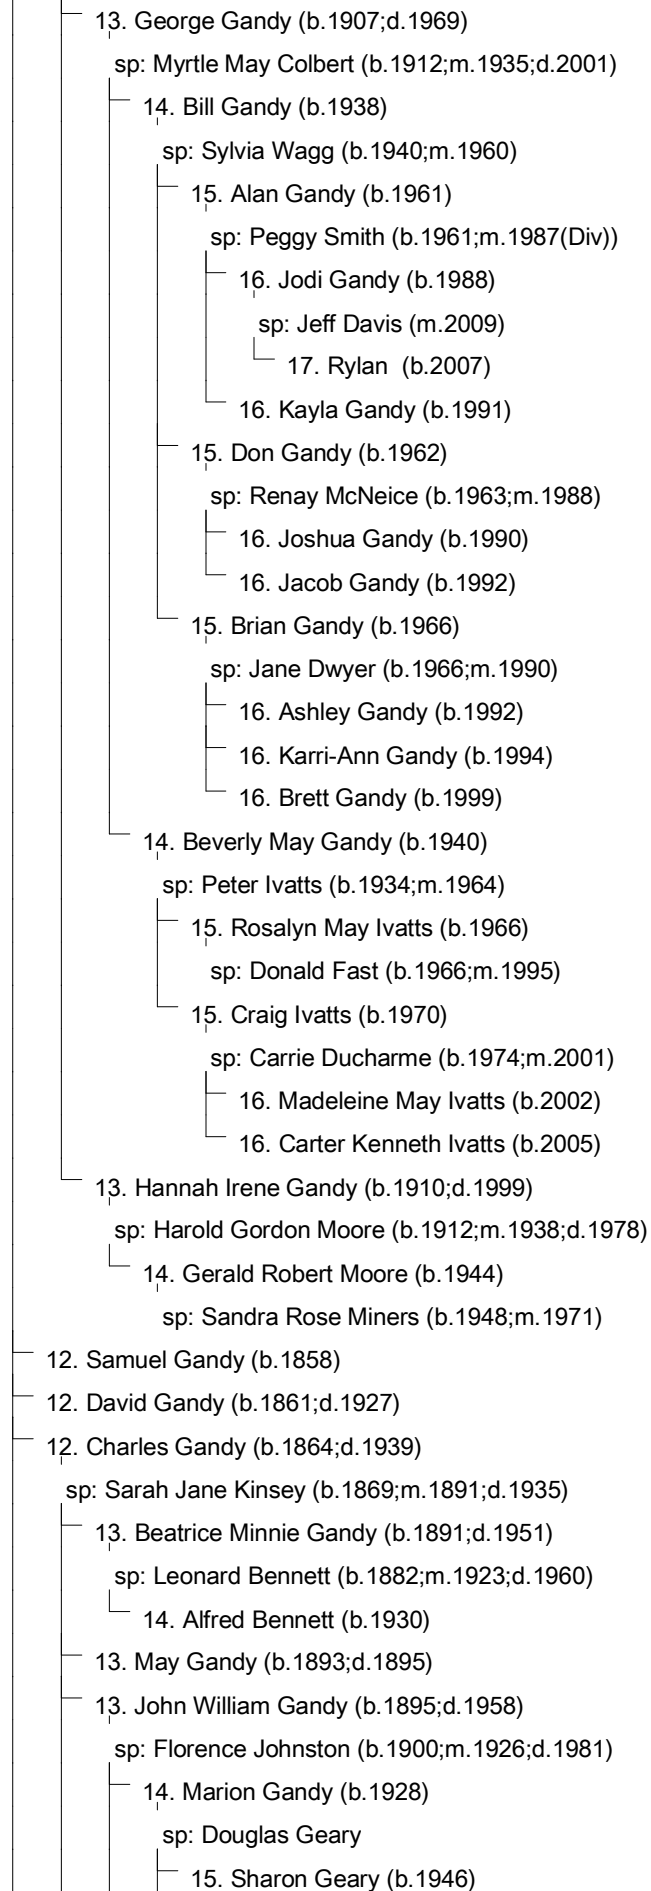 13. George Gandy (b.1907;d.1969)
sp: Myrtle May Colbert (b.1912;m.1935;d.2001)
14. Bill Gandy (b.1938)
sp: Sylvia Wagg (b.1940;m.1960)
15. Alan Gandy (b.1961)
sp: Peggy Smith (b.1961;m.1987(Div))
16. Jodi Gandy (b.1988)
sp: Jeff Davis (m.2009)
17. Rylan  (b.2007)
16. Kayla Gandy (b.1991)
15. Don Gandy (b.1962)
sp: Renay McNeice (b.1963;m.1988)
16. Joshua Gandy (b.1990)
16. Jacob Gandy (b.1992)
15. Brian Gandy (b.1966)
sp: Jane Dwyer (b.1966;m.1990)
16. Ashley Gandy (b.1992)
16. Karri-Ann Gandy (b.1994)
16. Brett Gandy (b.1999)
14. Beverly May Gandy (b.1940)
sp: Peter Ivatts (b.1934;m.1964)
15. Rosalyn May Ivatts (b.1966)
sp: Donald Fast (b.1966;m.1995)
15. Craig Ivatts (b.1970)
sp: Carrie Ducharme (b.1974;m.2001)
16. Madeleine May Ivatts (b.2002)
16. Carter Kenneth Ivatts (b.2005)
13. Hannah Irene Gandy (b.1910;d.1999)
sp: Harold Gordon Moore (b.1912;m.1938;d.1978)
14. Gerald Robert Moore (b.1944)
sp: Sandra Rose Miners (b.1948;m.1971)
12. Samuel Gandy (b.1858)
12. David Gandy (b.1861;d.1927)
12. Charles Gandy (b.1864;d.1939)
sp: Sarah Jane Kinsey (b.1869;m.1891;d.1935)
13. Beatrice Minnie Gandy (b.1891;d.1951)
sp: Leonard Bennett (b.1882;m.1923;d.1960)
14. Alfred Bennett (b.1930)
13. May Gandy (b.1893;d.1895)
13. John William Gandy (b.1895;d.1958)
sp: Florence Johnston (b.1900;m.1926;d.1981)
14. Marion Gandy (b.1928)
sp: Douglas Geary
15. Sharon Geary (b.1946)